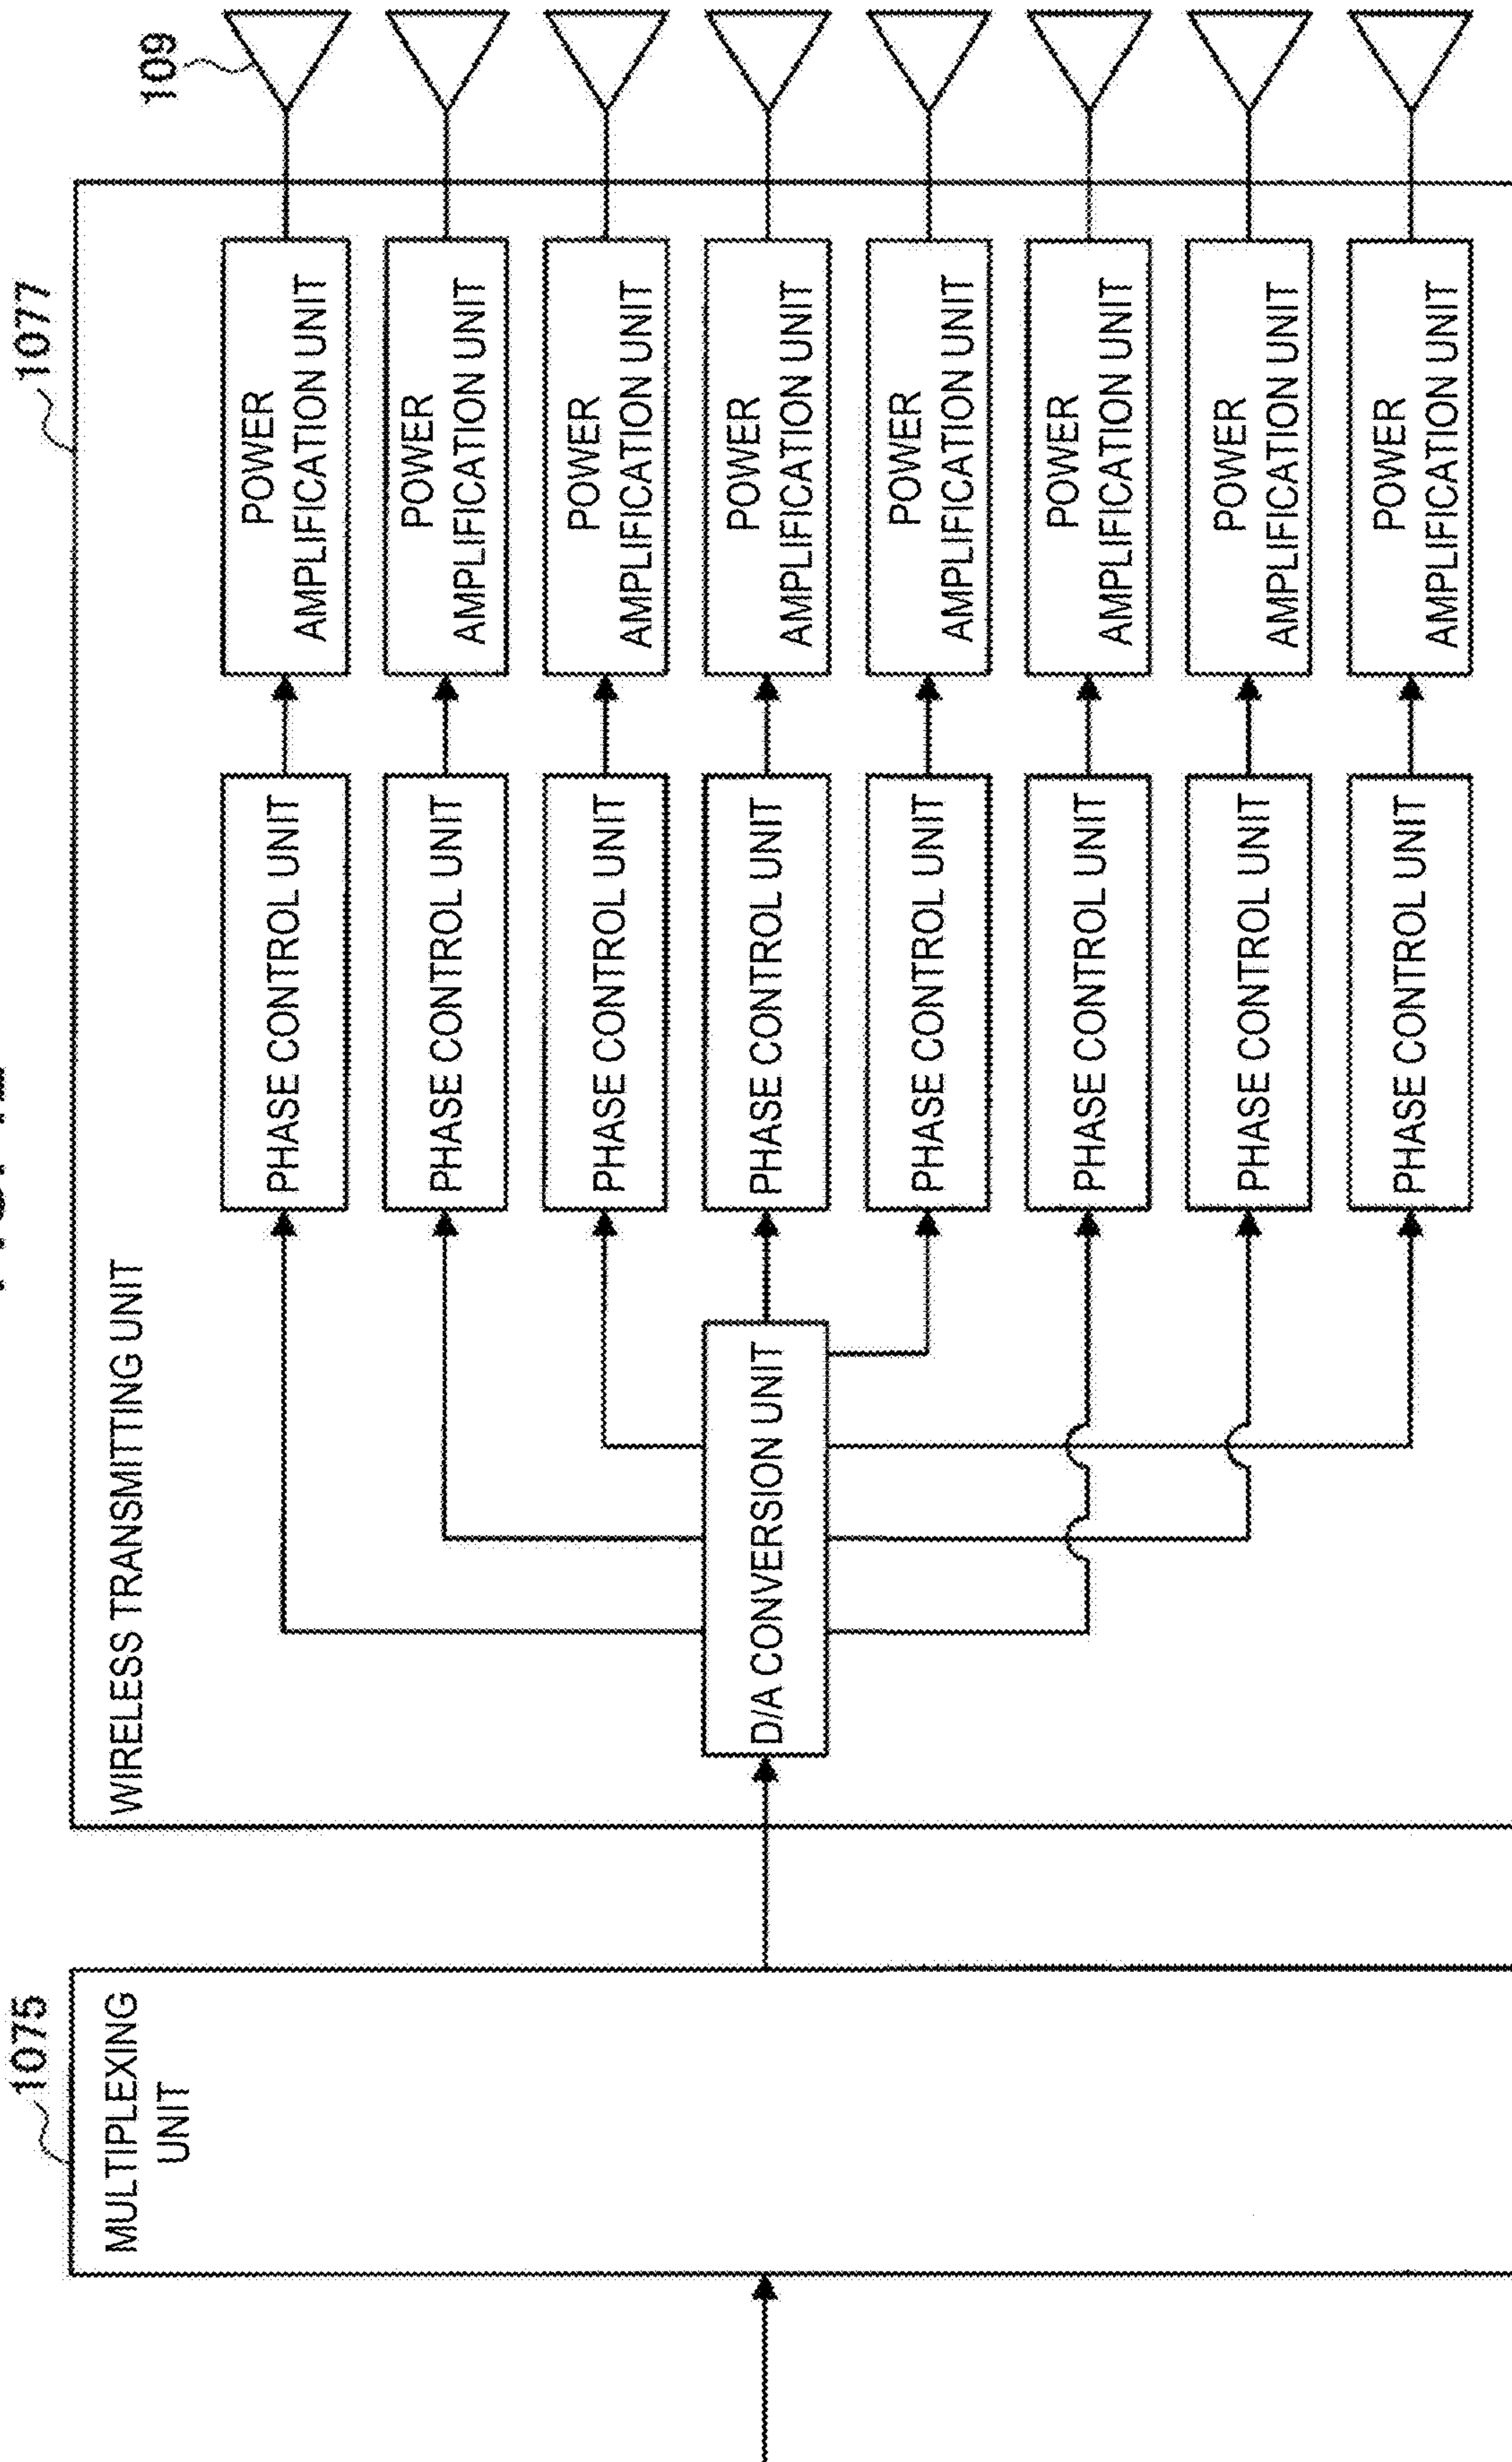 1075
1077
MULTIPLEXING
UNIT
WIRELESS TRANSMITTING UNIT
109
PHASE CONTROL UNIT
POWER
AMPLIFICATION UNIT
PHASE CONTROL UNIT
POWER
AMPLIFICATION UNIT
PHASE CONTROL UNIT
POWER
AMPLIFICATION UNIT
D/A CONVERSION UNIT
PHASE CONTROL UNIT
POWER
AMPLIFICATION UNIT
PHASE CONTROL UNIT
POWER
AMPLIFICATION UNIT
PHASE CONTROL UNIT
POWER
AMPLIFICATION UNIT
PHASE CONTROL UNIT
POWER
AMPLIFICATION UNIT
PHASE CONTROL UNIT
POWER
AMPLIFICATION UNIT